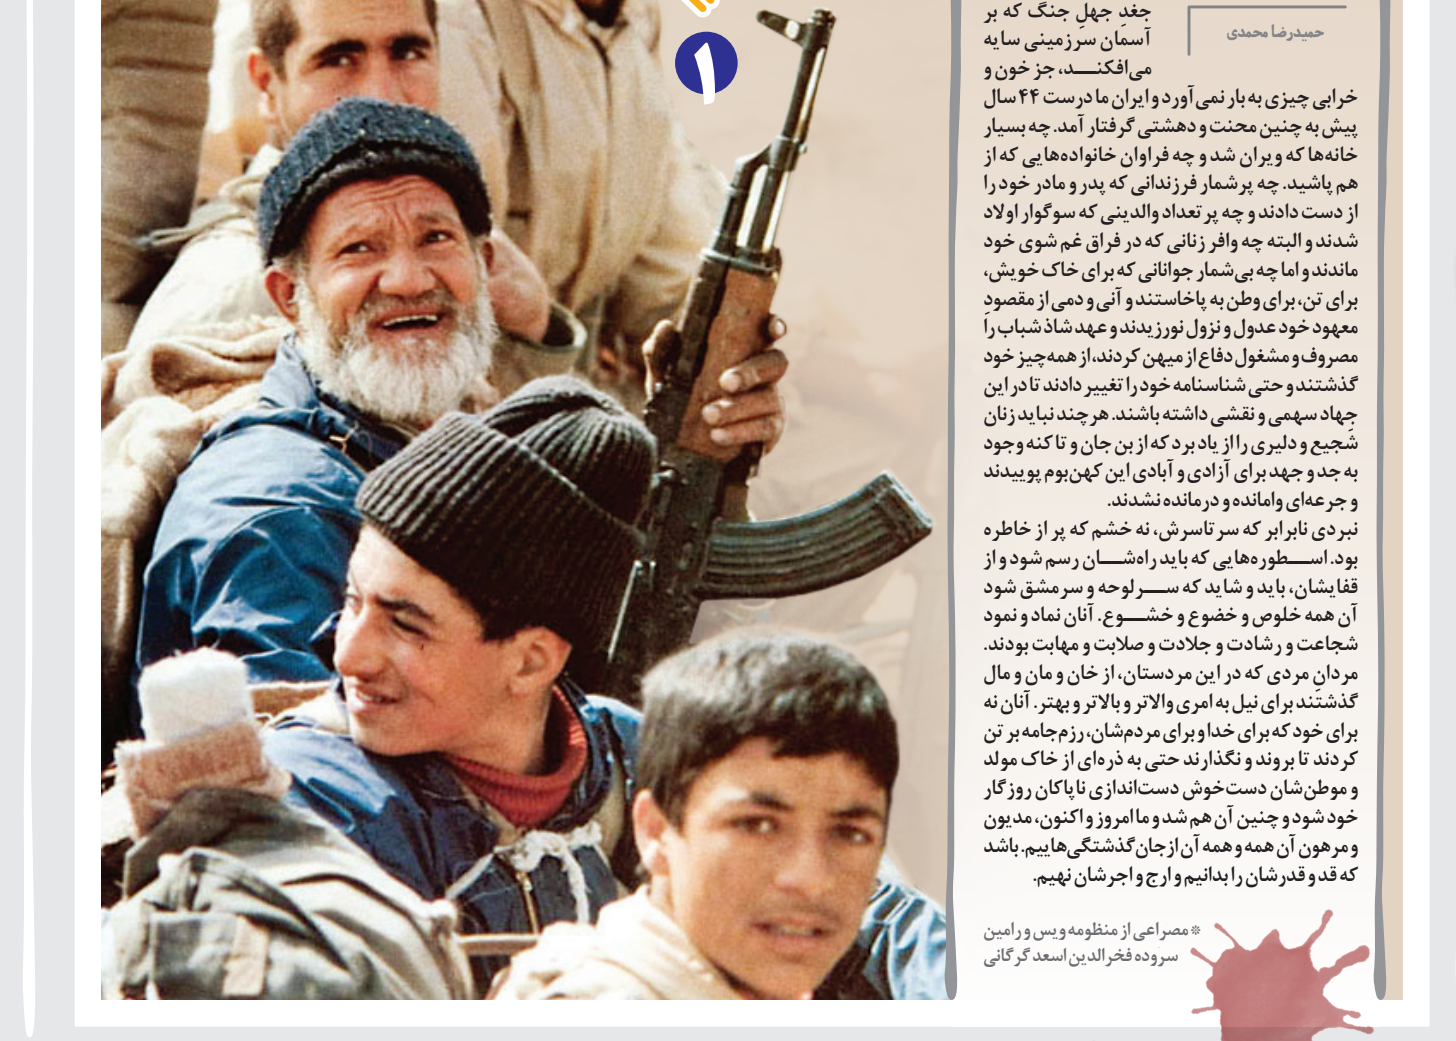 ۱
حمیدرضا محمدی
جغدِ جهلِ جنگ که بر
آسمان سرزمینی سایه
می‌افکنــد، جز خون و
خرابی چیزی به بار نمی‌آورد و ایران ما درست ۴۴ سال
پیش به چنین محنت و دهشتی گرفتار آمد. چه بسیار
خانه‌ها که ویران شد و چه فراوان خانواده‌هایی که از
هم پاشید. چه پرشمار فرزندانی که پدر و مادر خود را
از دست دادند و چه پر تعداد والدینی که سوگوار اولاد
شدند و البته چه وافر زنانی که در فراق غم شوی خود
ماندند و اما چه بی‌شمار جوانانی که برای خاک خویش،
برای تن، برای وطن به پاخاستند و آنی و دمی از مقصودِ
معهود خود عدول و نزول نورزیدند و عهد شاذ شباب را
مصروف و مشغول دفاع از میهن کردند، از همه‌چیز خود
گذشتند و حتی شناسنامه خود را تغییر دادند تا در این
جهاد سهمی و نقشی داشته باشند. هر چند نباید زنان
شجیع و دلیری را از یاد برد که از بن جان و تا کنه وجود
به جد و جهد برای آزادی و آبادی این کهن‌بوم پوییدند
و جرعه‌ای وامانده و درمانده نشدند.
نبردی نابرابر که سرتاسرش، نه خشم که پر از خاطره
بود. اســطوره‌هایی که باید راه‌شــان رسم شود و از
قفایشان، باید و شاید که ســرلوحه و سرمشق شود
آن همه خلوص و خضوع و خشــوع. آنان نماد و نمود
شجاعت و رشادت و جلادت و صلابت و مهابت بودند.
مردانِ مردی که در این مردستان، از خان و مان و مال
گذشتند برای نیل به امری والاتر و بالاتر و بهتر. آنان نه
برای خود که برای خدا و برای مردم‌شان، رزم‌جامه بر تن
کردند تا بروند و نگذارند حتی به ذره‌ای از خاک مولد
و موطن‌شان دست‌خوش دست‌اندازی ناپاکان روزگار
خود شود و چنین آن هم شد و ما امروز و اکنون، مدیون
و مرهون آن همه و همه آن از جان‌گذشتگی‌هاییم. باشد
که قد و قدرشان را بدانیم و ارج و اجرشان نهیم.
* مصراعی از منظومه ویس و رامین
سروده فخرالدین اسعد گرگانی